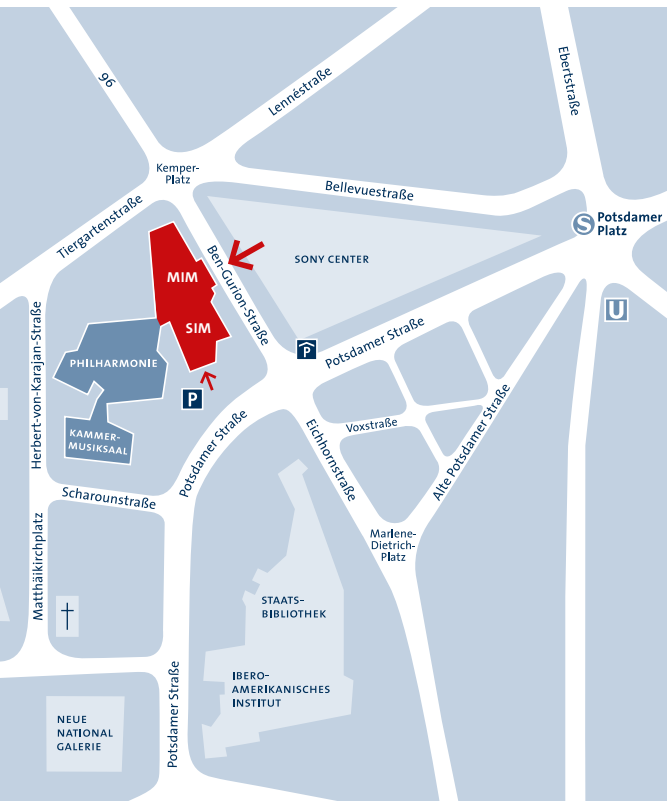 96
Lennéstraße
Ebertstraße
Kemper-
Platz
Bellevuestraße
Tiergartenstraße
S
Potsdamer
Platz
Ben-Gurion-Straße
SONY CENTER
MIM
SIM
U
P
Potsdamer Straße
Herbert-von-Karajan-Straße
PHILHARMONIE
P
KAMMER-
MUSIKSAAL
Potsdamer Straße
Voxstraße
Eichhornstraße
Alte Potsdamer Straße
Scharounstraße
Marlene-
Dietrich-
Platz
Matthäikirchplatz
STAATS-
BIBLIOTHEK
IBERO-
AMERIKANISCHES
INSTITUT
Potsdamer Straße
NEUE
NATIONAL
GALERIE